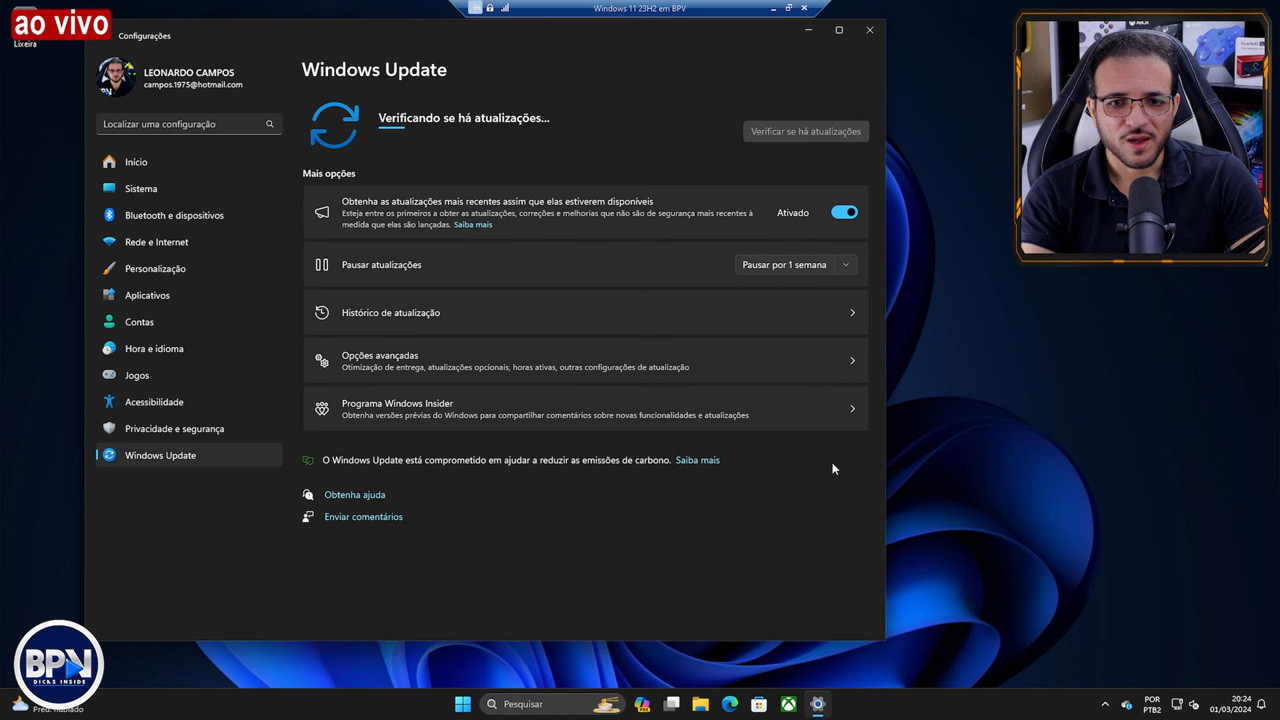 Windows 11 23H2 em BPV
ao vivo
Lixeira
Configurações
LEONARDO CAMPOS
campos.1975@hotmail.com
Localizar uma configuração
Início
Sistema
Bluetooth e dispositivos
Rede e Internet
Personalização
Aplicativos
Contas
Hora e idioma
Jogos
Acessibilidade
Privacidade e segurança
Windows Update
Windows Update
Verificando se há atualizações...
Verificar se há atualizações
Mais opções
Obtenha as atualizações mais recentes assim que elas estiverem disponíveis
Esteja entre os primeiros a obter as atualizações, correções e melhorias que não são de segurança mais recentes à
medida que elas são lançadas. Saiba mais
Ativado
Pausar atualizações
Pausar por 1 semana
Histórico de atualização
Opções avançadas
Otimização de entrega, atualizações opcionais, horas ativas, outras configurações de atualização
Programa Windows Insider
Obtenha versões prévias do Windows para compartilhar comentários sobre novas funcionalidades e atualizações
O Windows Update está comprometido em ajudar a reduzir as emissões de carbono. Saiba mais
Obtenha ajuda
Enviar comentários
XBOX
BPN
DICAS INSIDE
Pred. nublado
Pesquisar
POR
PTB2
20:24
01/03/2024